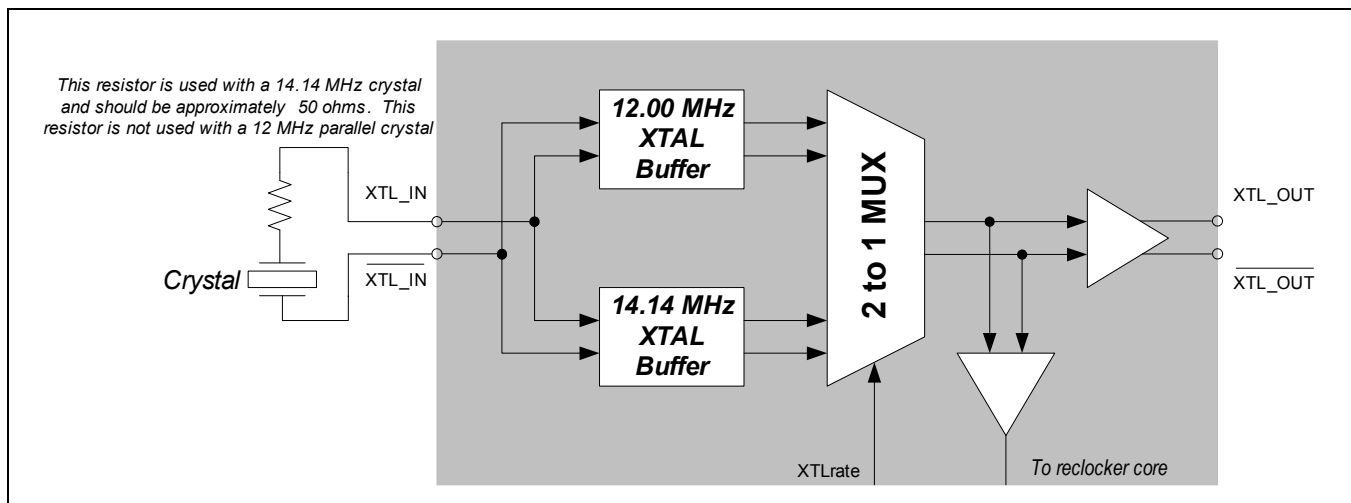 This resistor is used with a 14.14 MHz crystal
and should be approximately 50 ohms. This
resistor is not used with a 12 MHz parallel crystal
XTL_IN
XTL_IN
Crystal
12.00 MHz
XTAL
Buffer
14.14 MHz
XTAL
Buffer
2 to 1 MUX
XTLrate
To reclocker core
XTL_OUT
XTL_OUT